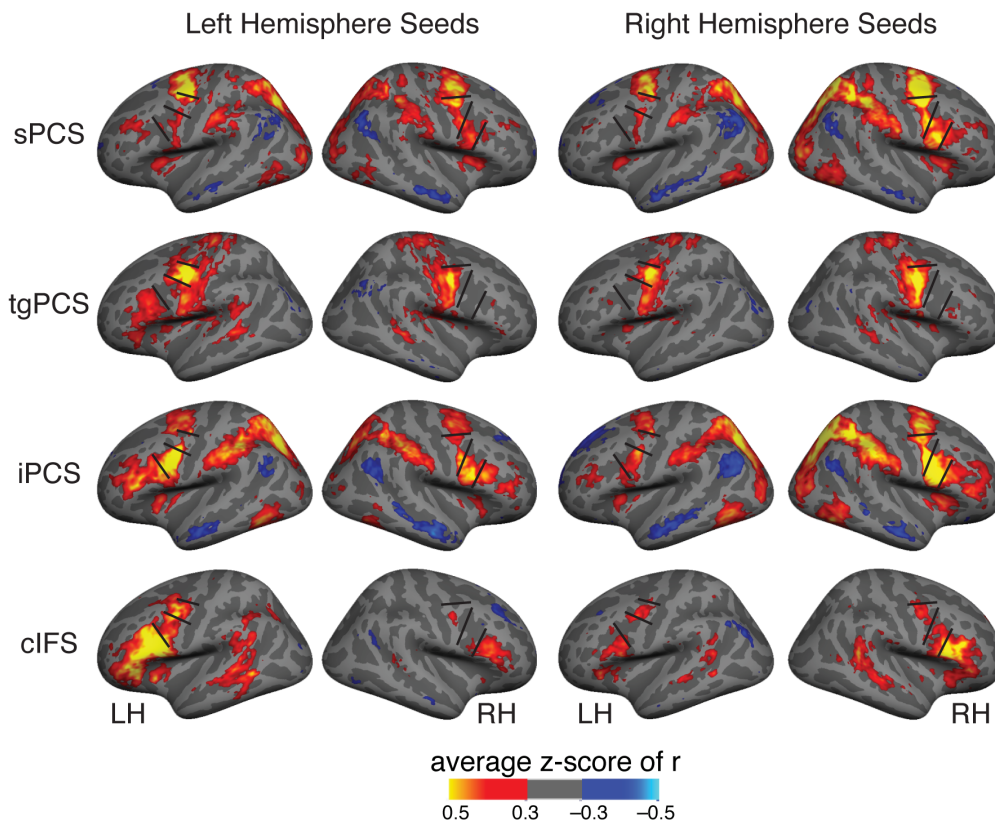 Left Hemisphere Seeds
Right Hemisphere Seeds
sPCS
tgPCS
iPCS
cIFS
LH
RH
LH
RH
average z-score of r
0.5
0.3
−0.3
−0.5